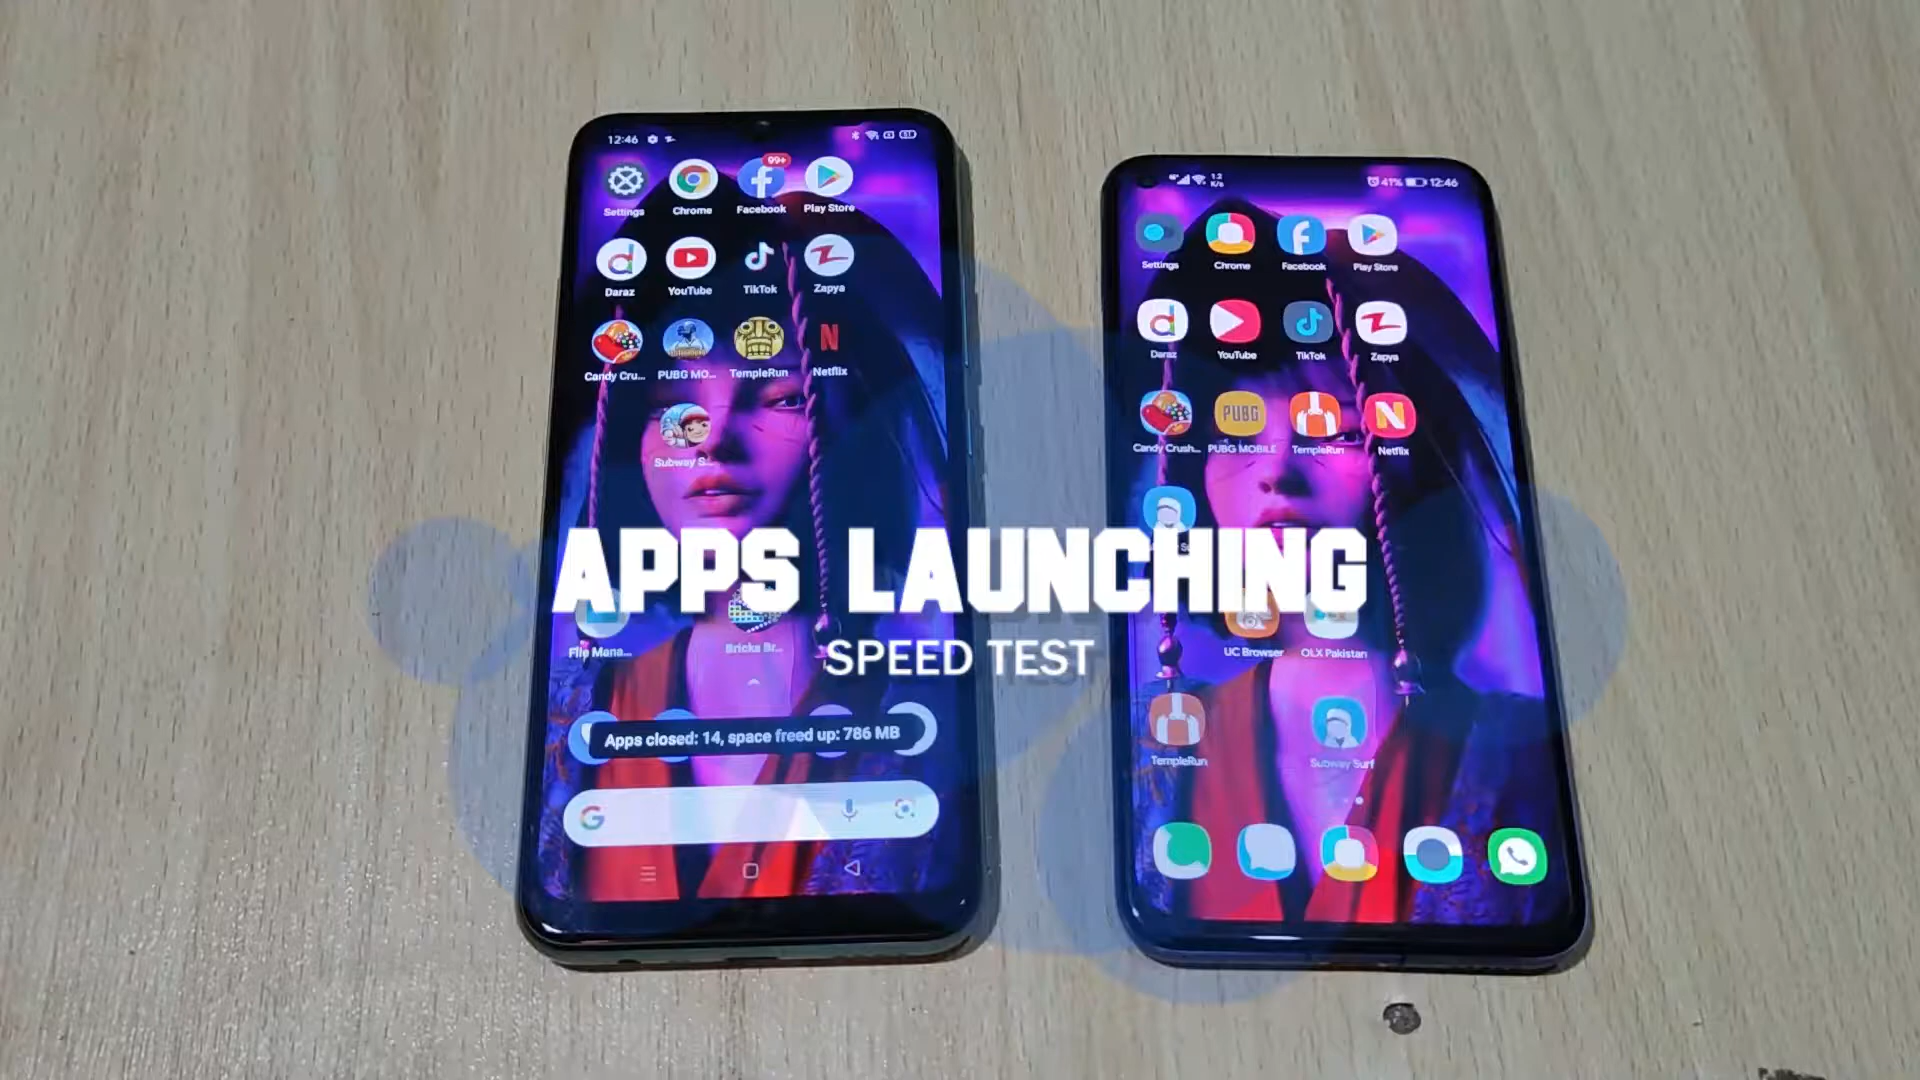 12:46
51
Settings Chrome Facebook Play Store
99+
Daraz YouTube TikTok Zapya
Candy Cru... PUBG MO... TempleRun Netflix
Subway S...
File Mana... Bricks Br...
Apps closed: 14, space freed up: 786 MB
1.2 K/s
41% 12:46
Settings Chrome Facebook Play Store
Daraz YouTube TikTok Zapya
PUBG
Candy Crush... PUBG MOBILE TempleRun Netflix
UC Browser OLX Pakistan
TempleRun Subway Surf
APPS LAUNCHING
SPEED TEST